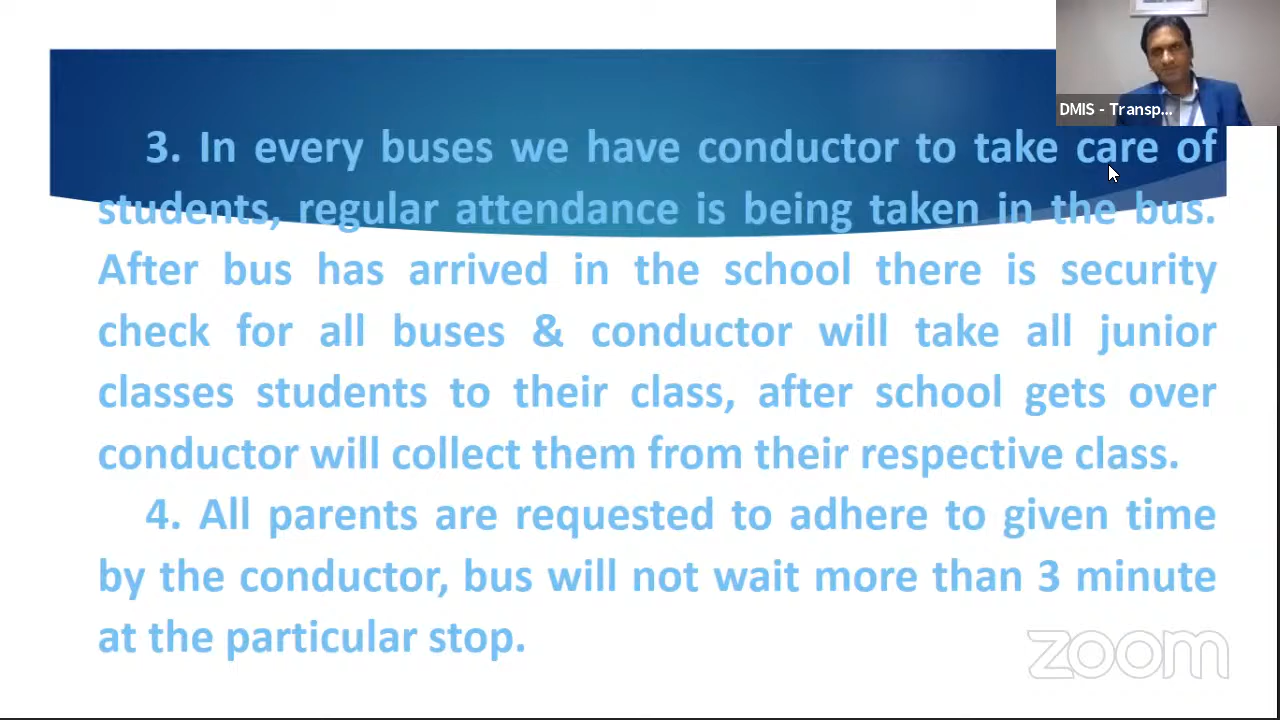 DMIS - Transp...
3. In every buses we have conductor to take care of
students, regular attendance is being taken in the bus.
After bus has arrived in the school there is security
check for all buses & conductor will take all junior
classes students to their class, after school gets over
conductor will collect them from their respective class.
4. All parents are requested to adhere to given time
by the conductor, bus will not wait more than 3 minute
at the particular stop.
zoom